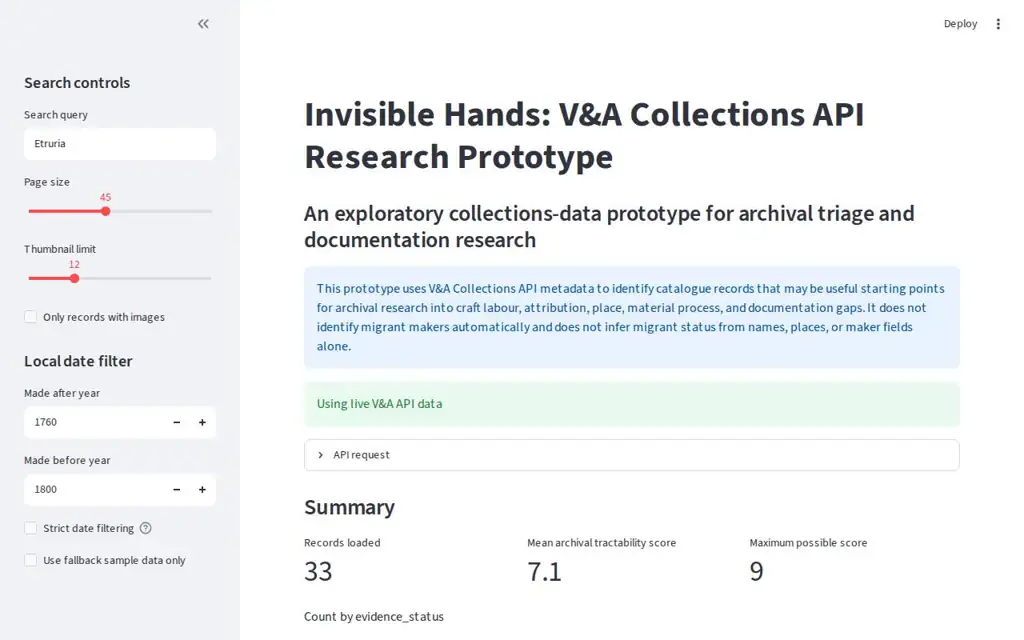 Deploy
Search controls
Search query
Etruria
Page size
45
Thumbnail limit
12
Only records with images
Local date filter
Made after year
1760
Made before year
1800
Strict date filtering
Use fallback sample data only
Invisible Hands: V&A Collections API
Research Prototype
An exploratory collections-data prototype for archival triage and
documentation research
This prototype uses V&A Collections API metadata to identify catalogue records that may be useful starting points
for archival research into craft labour, attribution, place, material process, and documentation gaps. It does not
identify migrant makers automatically and does not infer migrant status from names, places, or maker fields
alone.
Using live V&A API data
API request
Summary
Records loaded
33
Mean archival tractability score
7.1
Maximum possible score
9
Count by evidence_status